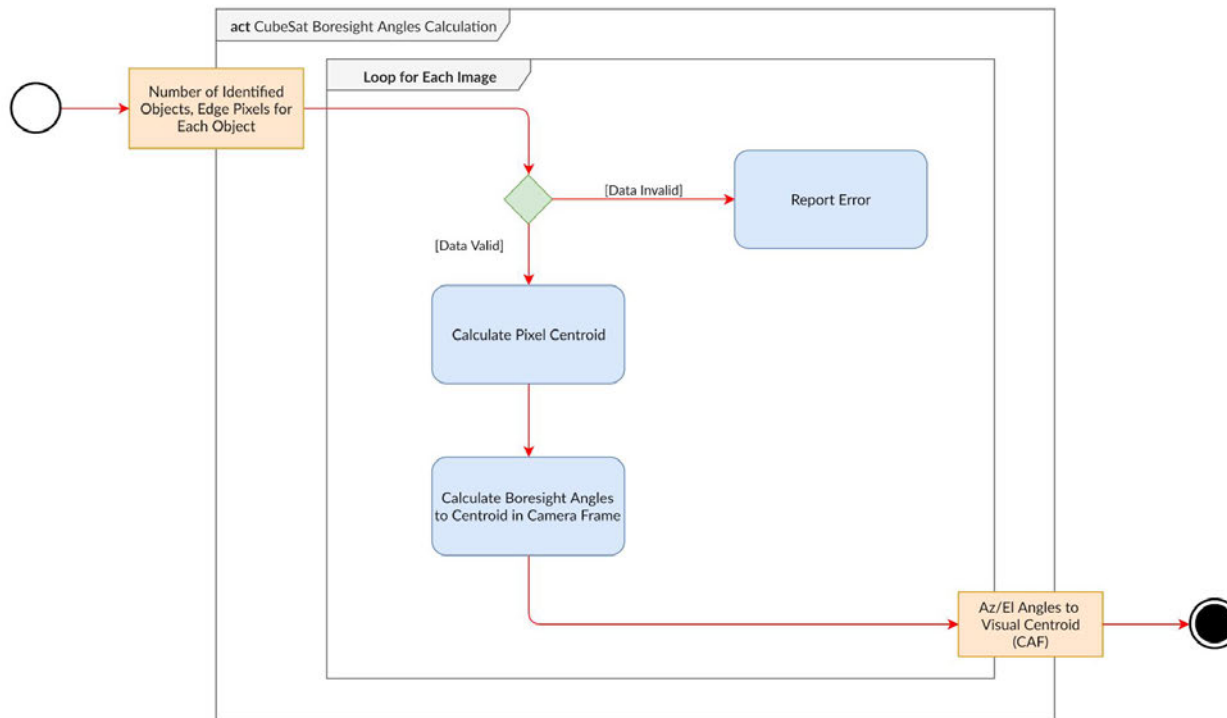 act CubeSat Boresight Angles Calculation
Loop for Each Image
Number of Identified
Objects, Edge Pixels for
Each Object
[Data Invalid]
Report Error
[Data Valid]
Calculate Pixel Centroid
Calculate Boresight Angles
to Centroid in Camera Frame
Az/El Angles to
Visual Centroid
(CAF)